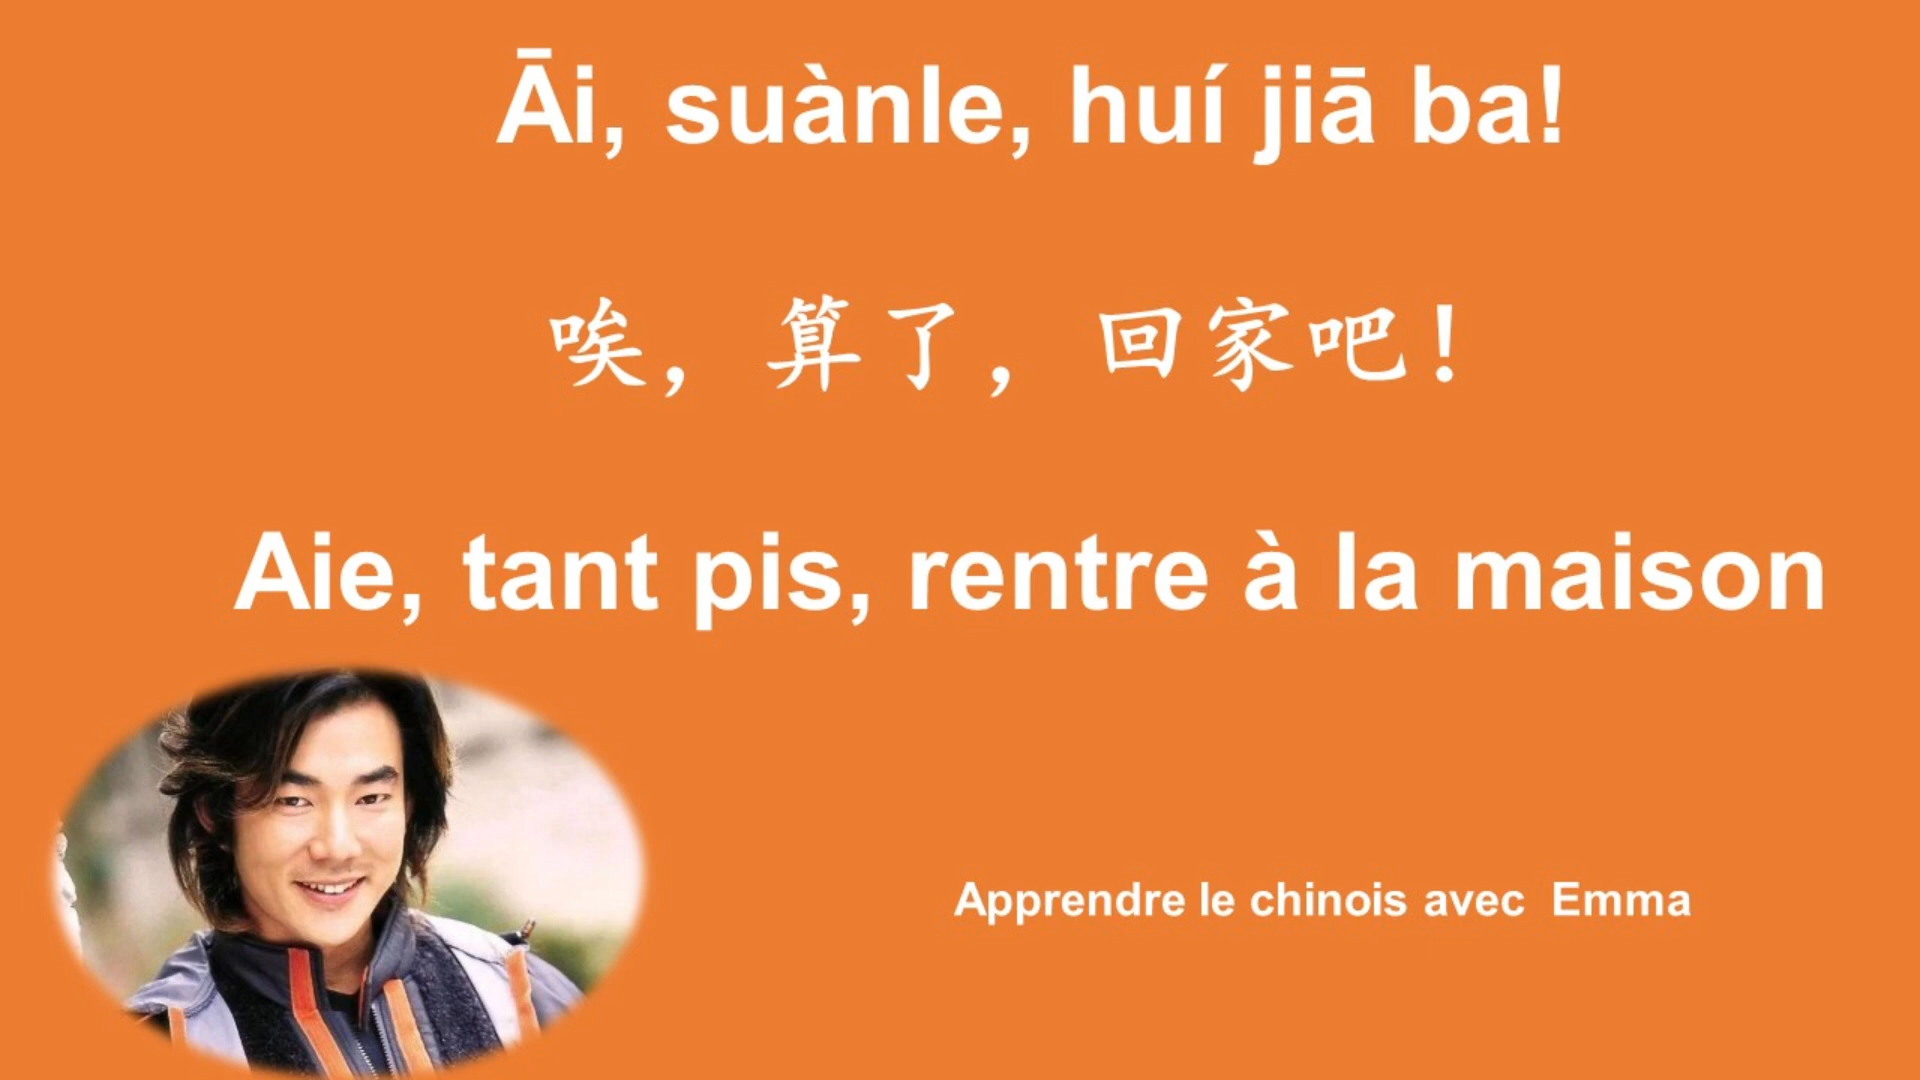 Āi, suànle, huí jiā ba!
唉，算了，回家吧！
Aie, tant pis, rentre à la maison
Apprendre le chinois avec  Emma